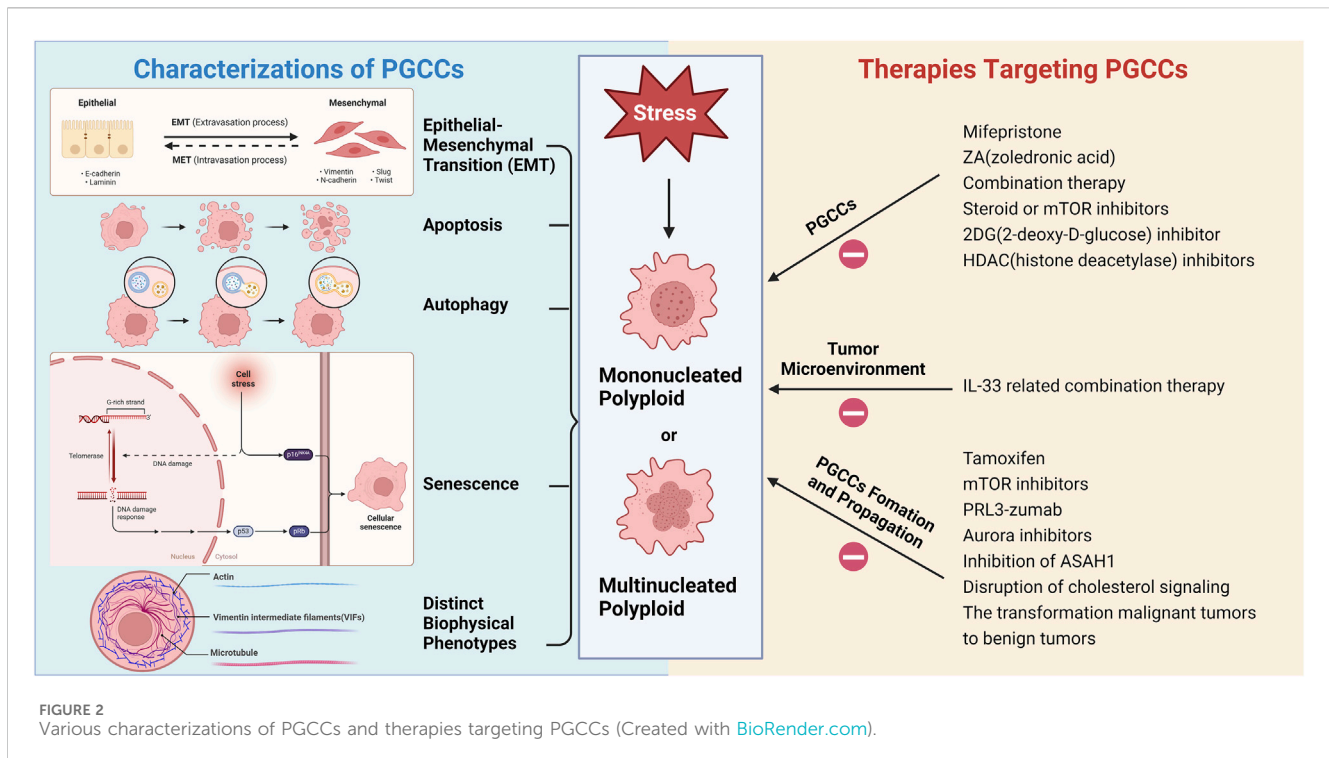 Characterizations of PGCCs
Epithelial
Mesenchymal
EMT (Extravasation process)
MET (Intravasation process)
• E-cadherin
• Laminin
• Vimentin
• Slug
• N-cadherin
• Twist
Epithelial-
Mesenchymal
Transition (EMT)
Apoptosis
Autophagy
Cell
stress
G-rich strand
3'
Telomerase
DNA damage
p16INK4A
DNA damage
response
p53
pRb
Nucleus
Cytosol
Cellular
senescence
Senescence
Actin
Vimentin intermediate filaments(VIFs)
Microtubule
Distinct
Biophysical
Phenotypes
Stress
Mononucleated
Polyploid
or
Multinucleated
Polyploid
Therapies Targeting PGCCs
PGCCs
Mifepristone
ZA(zoledronic acid)
Combination therapy
Steroid or mTOR inhibitors
2DG(2-deoxy-D-glucose) inhibitor
HDAC(histone deacetylase) inhibitors
Tumor
Microenvironment
IL-33 related combination therapy
PGCCs Fomation
and Propagation
Tamoxifen
mTOR inhibitors
PRL3-zumab
Aurora inhibitors
Inhibition of ASAH1
Disruption of cholesterol signaling
The transformation malignant tumors
to benign tumors
FIGURE 2
Various characterizations of PGCCs and therapies targeting PGCCs (Created with BioRender.com).